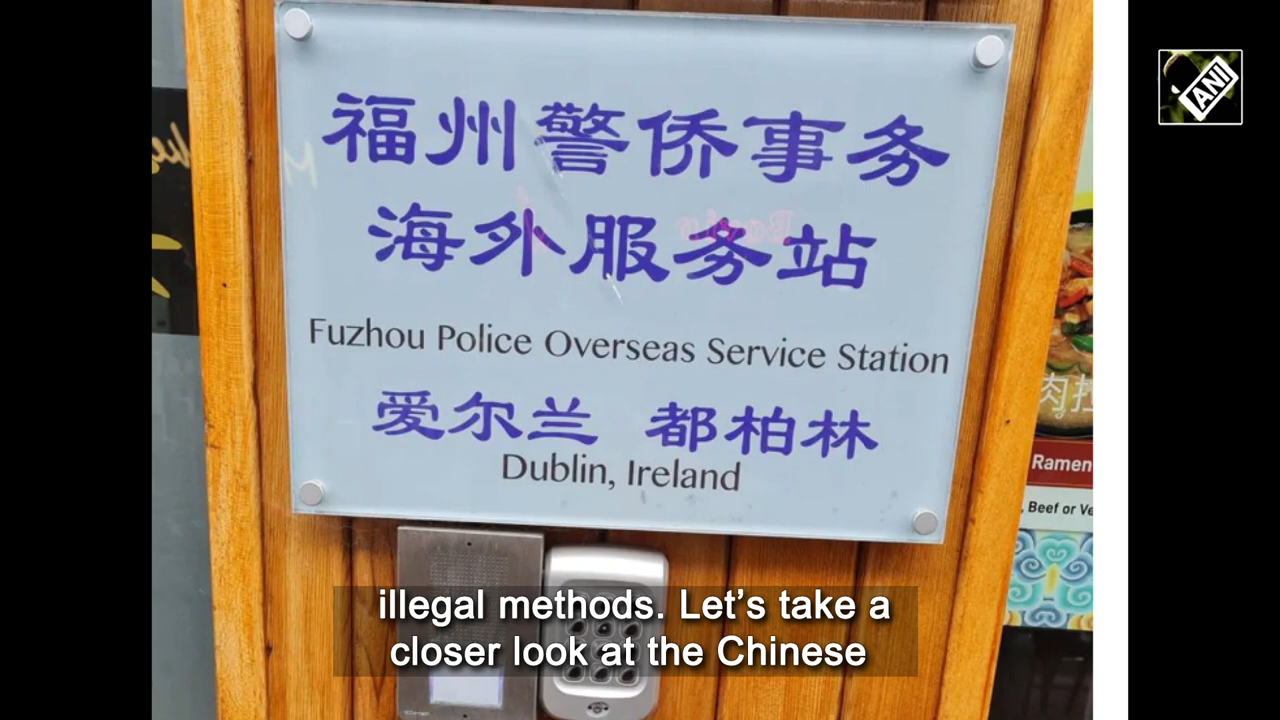 福州警侨事务
海外服务站
Fuzhou Police Overseas Service Station
爱尔兰 都柏林
Dublin, Ireland
ANI
Ramen
, Beef or Ve
illegal methods. Let’s take a
closer look at the Chinese